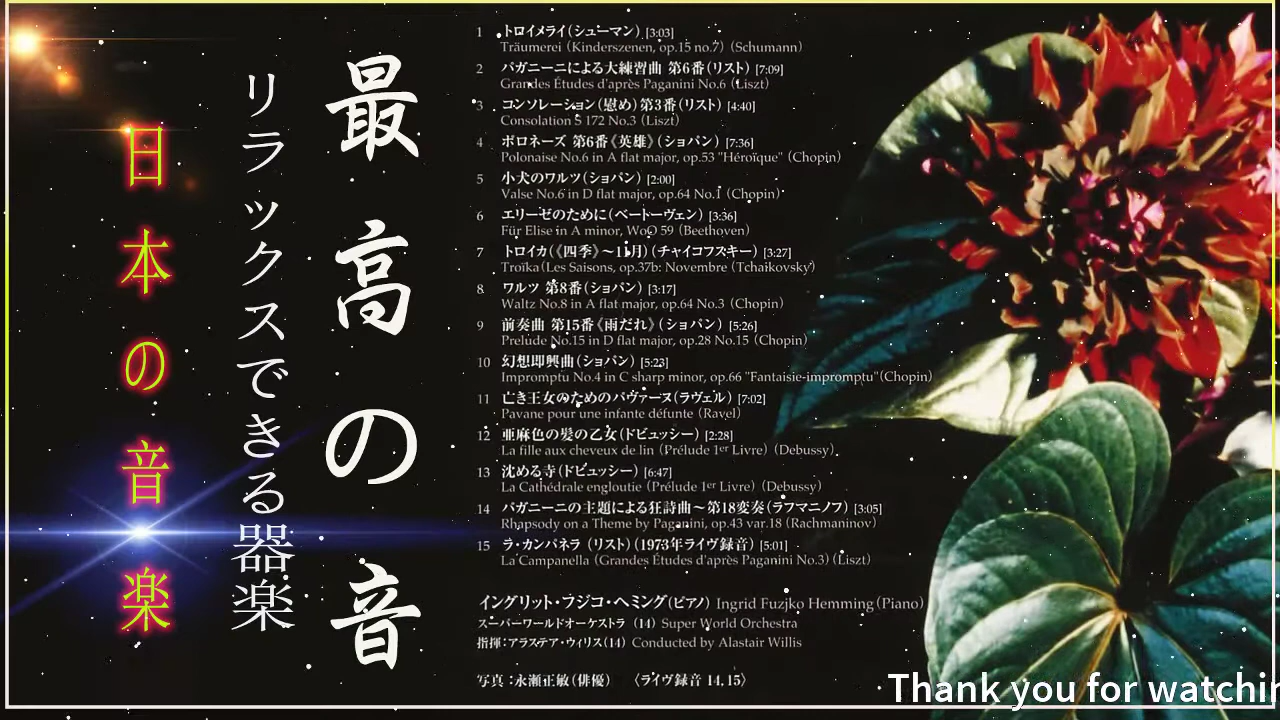 最高の音
リラックスできる器楽
日本の音楽
1 トロイメライ(シューマン) [3:03]
Träumerei (Kinderszenen, op.15 no.7) (Schumann)
2 パガニーニによる大練習曲 第6番(リスト) [7:09]
Grandes Études d'après Paganini No.6 (Liszt)
3 コンソレーション(慰め)第3番(リスト) [4:40]
Consolation S 172 No.3 (Liszt)
4 ポロネーズ 第6番《英雄》(ショパン) [7:36]
Polonaise No.6 in A flat major, op.53 "Héroïque" (Chopin)
5 小犬のワルツ(ショパン) [2:00]
Valse No.6 in D flat major, op.64 No.1 (Chopin)
6 エリーゼのために(ベートーヴェン) [3:36]
Für Elise in A minor, WoO 59 (Beethoven)
7 トロイカ(《四季》～11月)(チャイコフスキー) [3:27]
Troïka (Les Saisons, op.37b: Novembre (Tchaikovsky)
8 ワルツ 第8番(ショパン) [3:17]
Waltz No.8 in A flat major, op.64 No.3 (Chopin)
9 前奏曲 第15番《雨だれ》(ショパン) [5:26]
Prelude No.15 in D flat major, op.28 No.15 (Chopin)
10 幻想即興曲(ショパン) [5:23]
Impromptu No.4 in C sharp minor, op.66 "Fantaisie-impromptu"(Chopin)
11 亡き王女のためのパヴァーヌ(ラヴェル) [7:02]
Pavane pour une infante défunte (Ravel)
12 亜麻色の髪の乙女(ドビュッシー) [2:28]
La fille aux cheveux de lin (Prélude 1er Livre) (Debussy)
13 沈める寺(ドビュッシー) [6:47]
La Cathédrale engloutie (Prélude 1er Livre) (Debussy)
14 パガニーニの主題による狂詩曲～第18変奏(ラフマニノフ) [3:05]
Rhapsody on a Theme by Paganini, op.43 var.18 (Rachmaninov)
15 ラ・カンパネラ (リスト) (1973年ライヴ録音) [5:01]
La Campanella (Grandes Études d'après Paganini No.3) (Liszt)
イングリット・フジコ・ヘミング(ピアノ) Ingrid Fuzjko Hemming (Piano)
スーパーワールドオーケストラ (14) Super World Orchestra
指揮:アラステア・ウィリス(14) Conducted by Alastair Willis
写真:永瀬正敏(俳優) 〈ライヴ録音 14, 15〉
Thank you for watchin